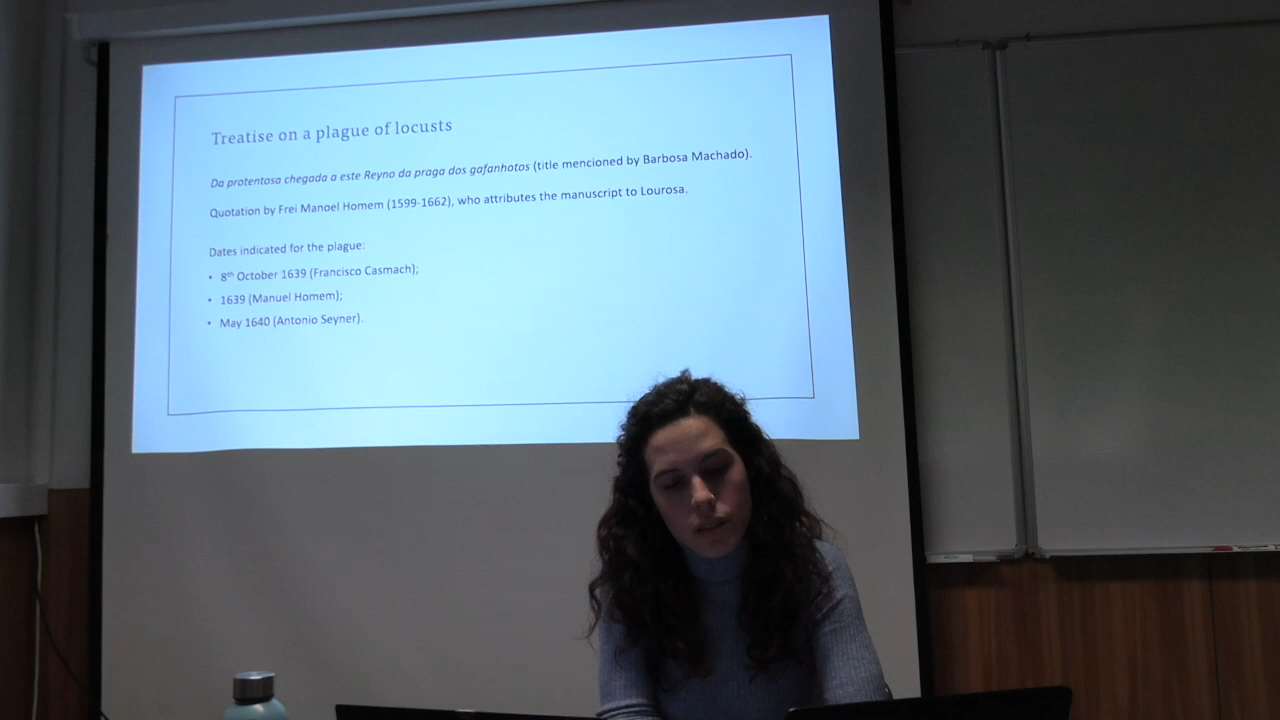 Treatise on a plague of locusts
Da protentosa chegada a este Reyno da praga dos gafanhotos (title mencioned by Barbosa Machado).
Quotation by Frei Manoel Homem (1599-1662), who attributes the manuscript to Lourosa.
Dates indicated for the plague:
• 8th October 1639 (Francisco Casmach);
• 1639 (Manuel Homem);
• May 1640 (Antonio Seyner).